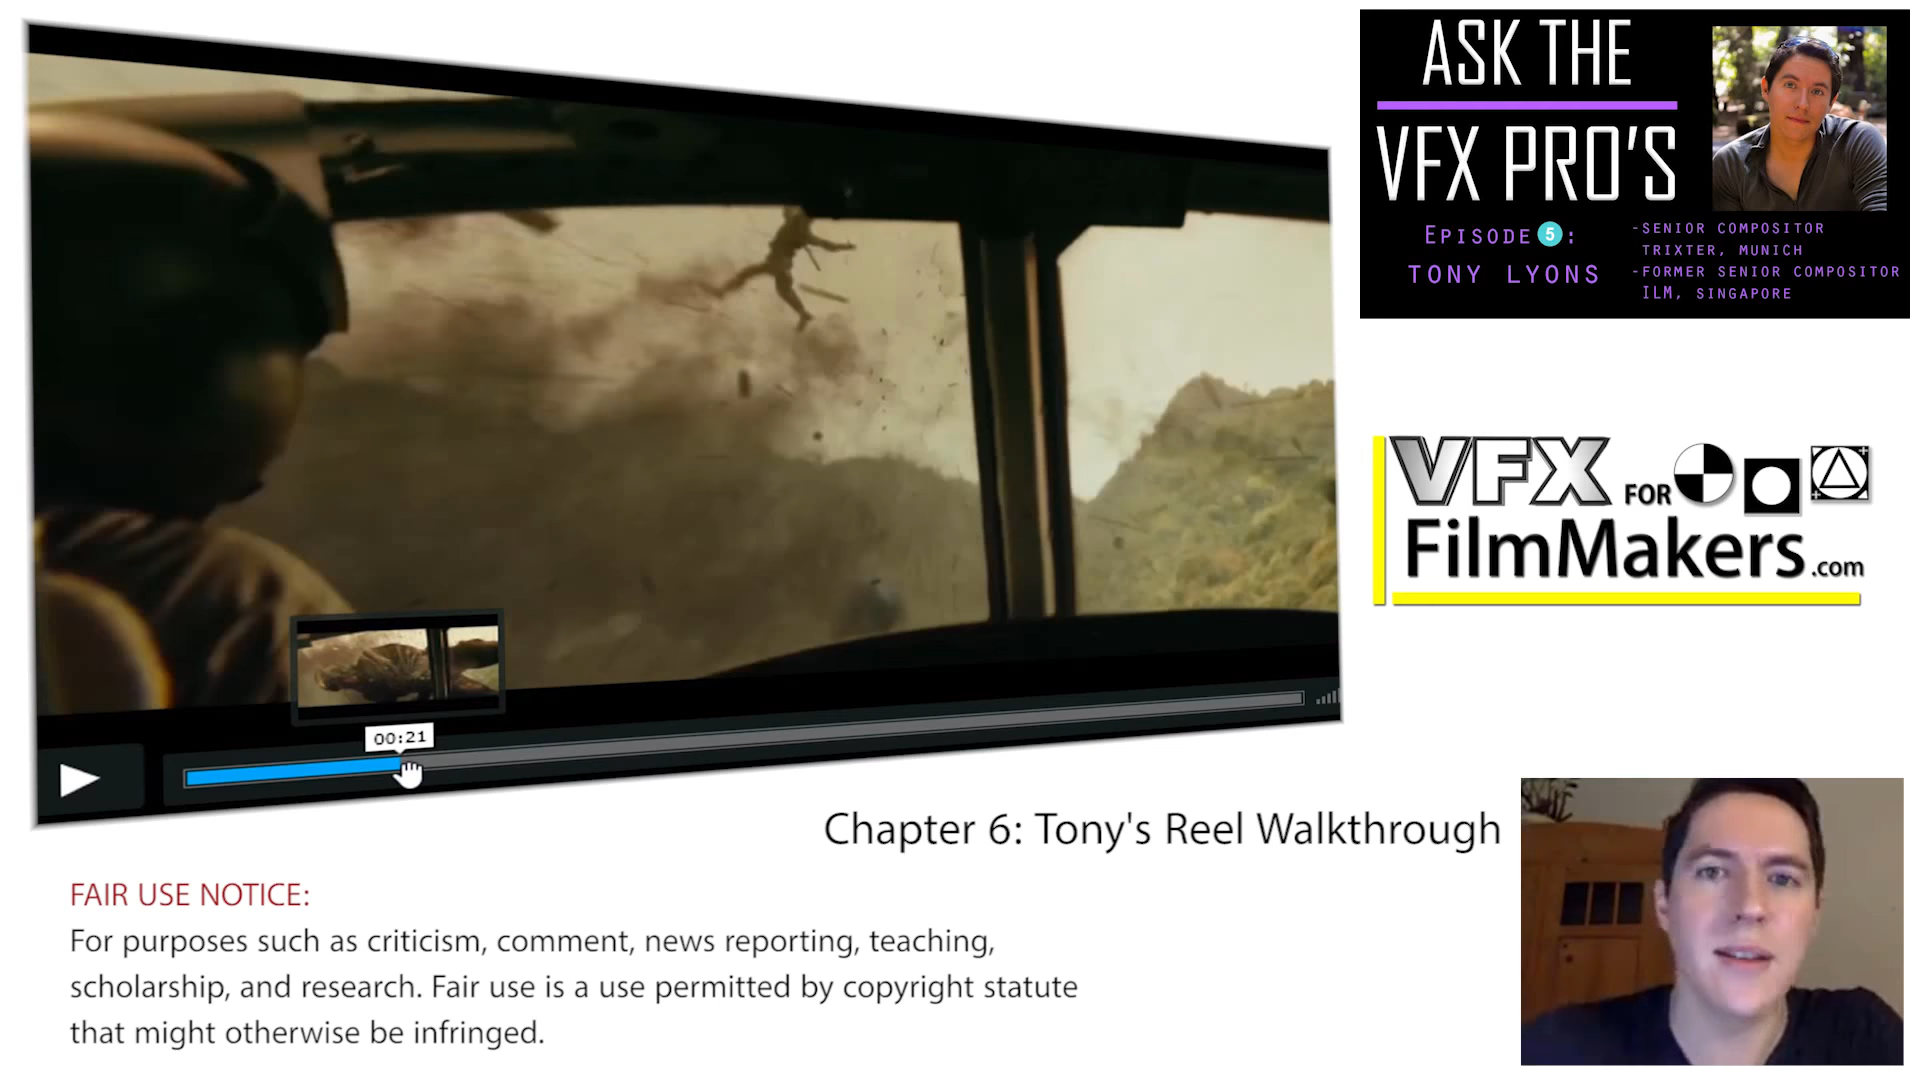 ASK THE
VFX PRO'S
EPISODE 5:
TONY LYONS
-SENIOR COMPOSITOR
TRIXTER, MUNICH
-FORMER SENIOR COMPOSITOR
ILM, SINGAPORE
VFX FOR
FilmMakers.com
00:21
Chapter 6: Tony's Reel Walkthrough
FAIR USE NOTICE:
For purposes such as criticism, comment, news reporting, teaching,
scholarship, and research. Fair use is a use permitted by copyright statute
that might otherwise be infringed.